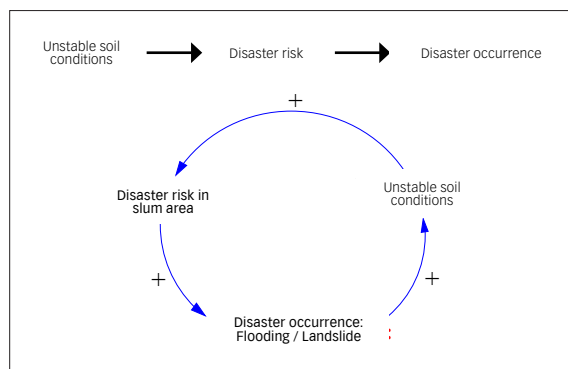 Unstable soil
conditions
Disaster risk
Disaster occurrence
+
Disaster risk in
slum area
Unstable soil
conditions
+
+
Disaster occurrence:
Flooding / Landslide